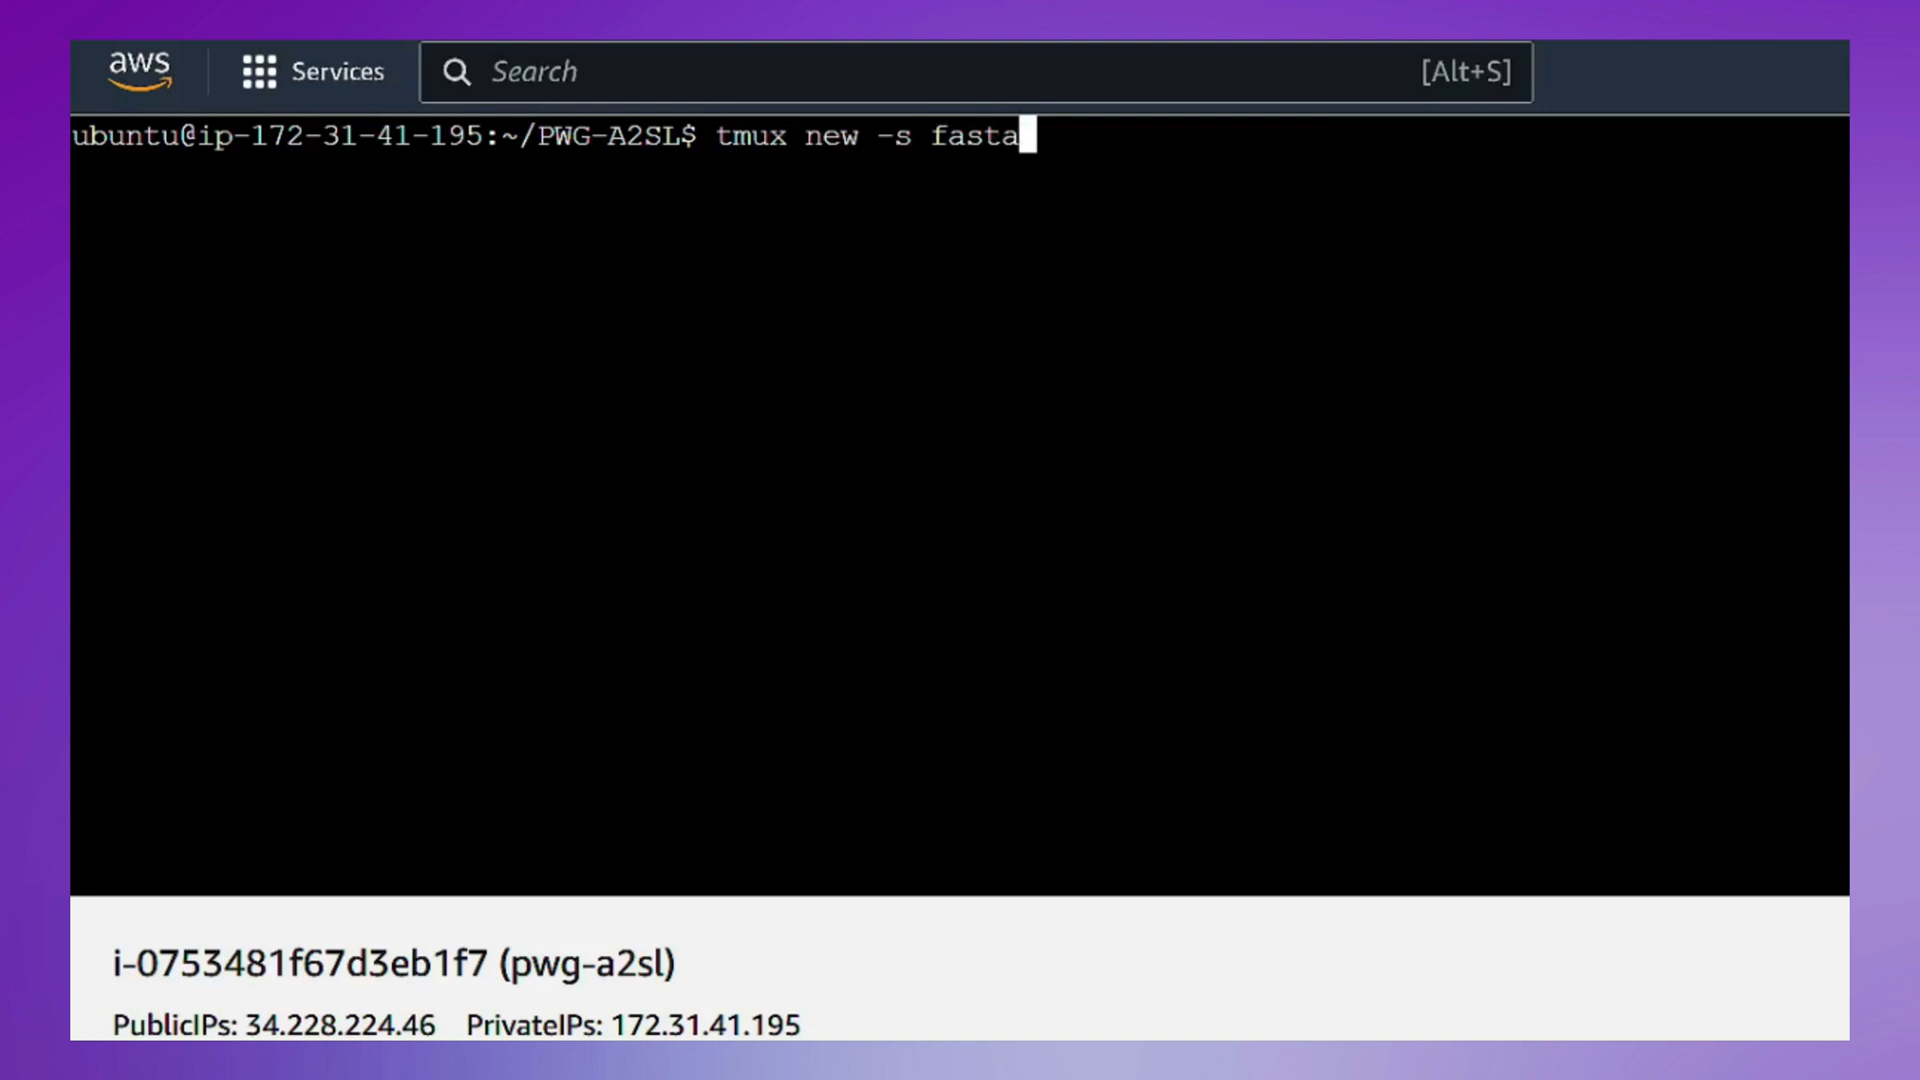 aws Services Search [Alt+S]
ubuntu@ip-172-31-41-195:~/PWG-A2SL$ tmux new -s fasta
i-0753481f67d3eb1f7 (pwg-a2sl)
PublicIPs: 34.228.224.46 PrivateIPs: 172.31.41.195